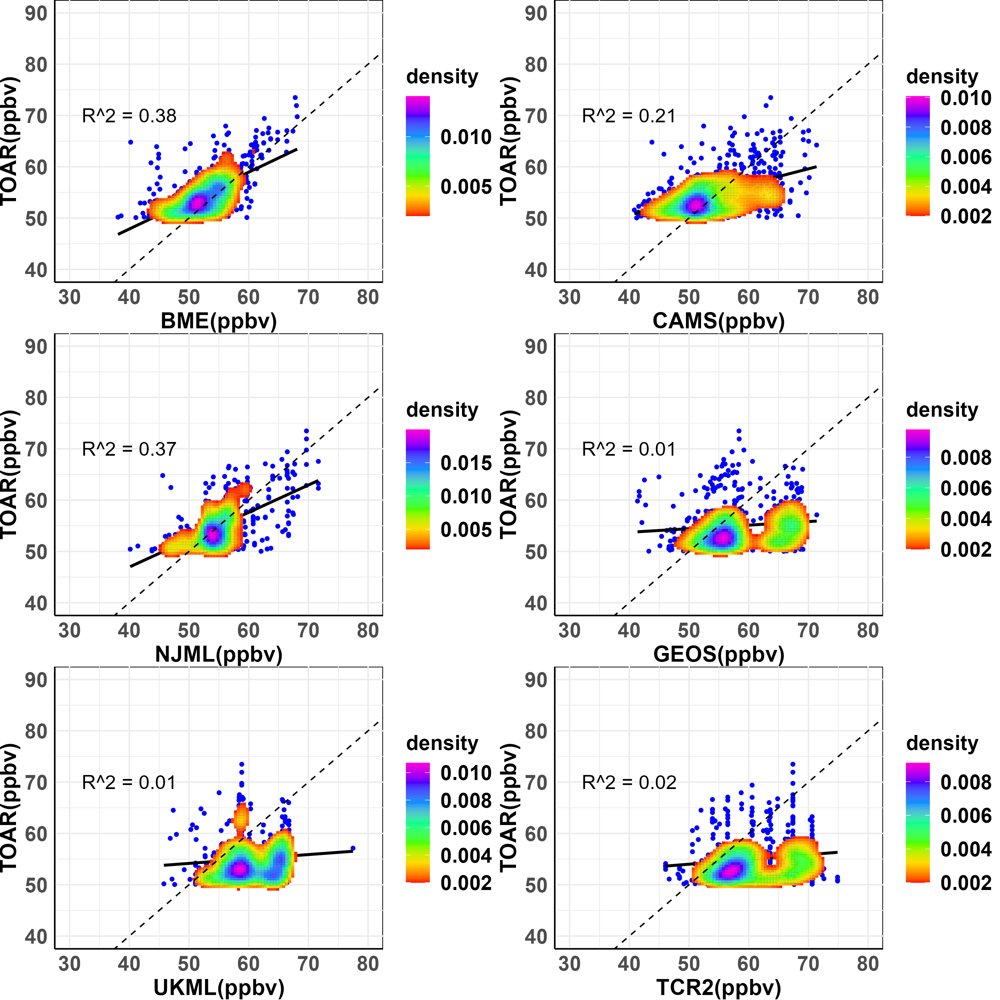 90
80
70
60
50
40
TOAR(ppbv)
R^2 = 0.38
30 40 50 60 70 80
BME(ppbv)
density
0.010
0.005
90
80
70
60
50
40
TOAR(ppbv)
R^2 = 0.21
30 40 50 60 70 80
CAMS(ppbv)
density
0.010
0.008
0.006
0.004
0.002
90
80
70
60
50
40
TOAR(ppbv)
R^2 = 0.37
30 40 50 60 70 80
NJML(ppbv)
density
0.015
0.010
0.005
90
80
70
60
50
40
TOAR(ppbv)
R^2 = 0.01
30 40 50 60 70 80
GEOS(ppbv)
density
0.008
0.006
0.004
0.002
90
80
70
60
50
40
TOAR(ppbv)
R^2 = 0.01
30 40 50 60 70 80
UKML(ppbv)
density
0.010
0.008
0.006
0.004
0.002
90
80
70
60
50
40
TOAR(ppbv)
R^2 = 0.02
30 40 50 60 70 80
TCR2(ppbv)
density
0.008
0.006
0.004
0.002